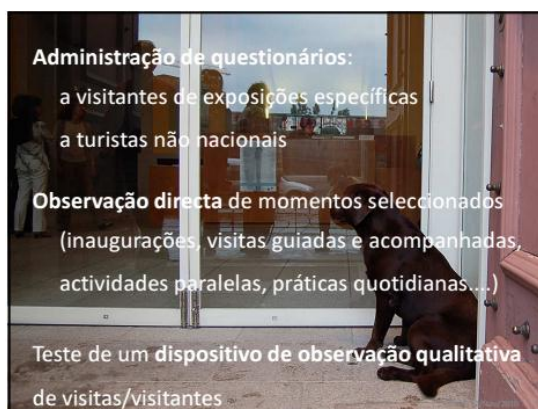 Administração de questionários:
a visitantes de exposições específicas
a turistas não nacionais
Observação directa de momentos seleccionados
(inaugurações, visitas guiadas e acompanhadas,
actividades paralelas, práticas quotidianas....)
Teste de um dispositivo de observação qualitativa
de visitas/visitantes